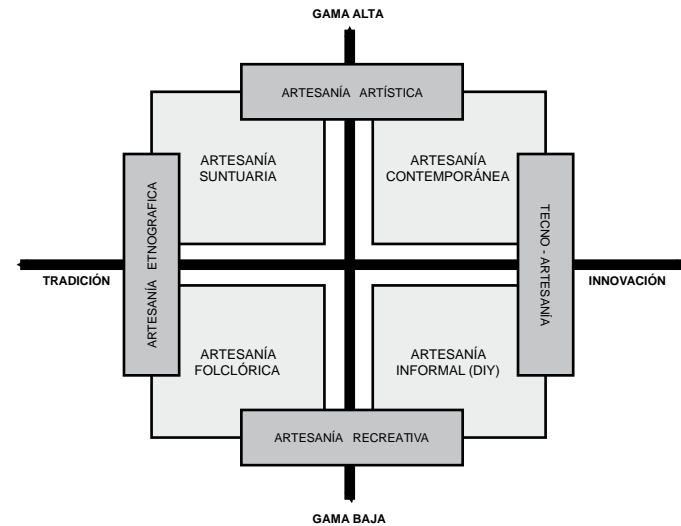 GAMA ALTA
ARTESANÍA ARTÍSTICA
ARTESANÍA
SUNTUARIA
ARTESANÍA
CONTEMPORÁNEA
ARTESANÍA ETNOGRAFICA
TECNO - ARTESANÍA
TRADICIÓN
INNOVACIÓN
ARTESANÍA
FOLCLÓRICA
ARTESANÍA
INFORMAL (DIY)
ARTESANÍA RECREATIVA
GAMA BAJA